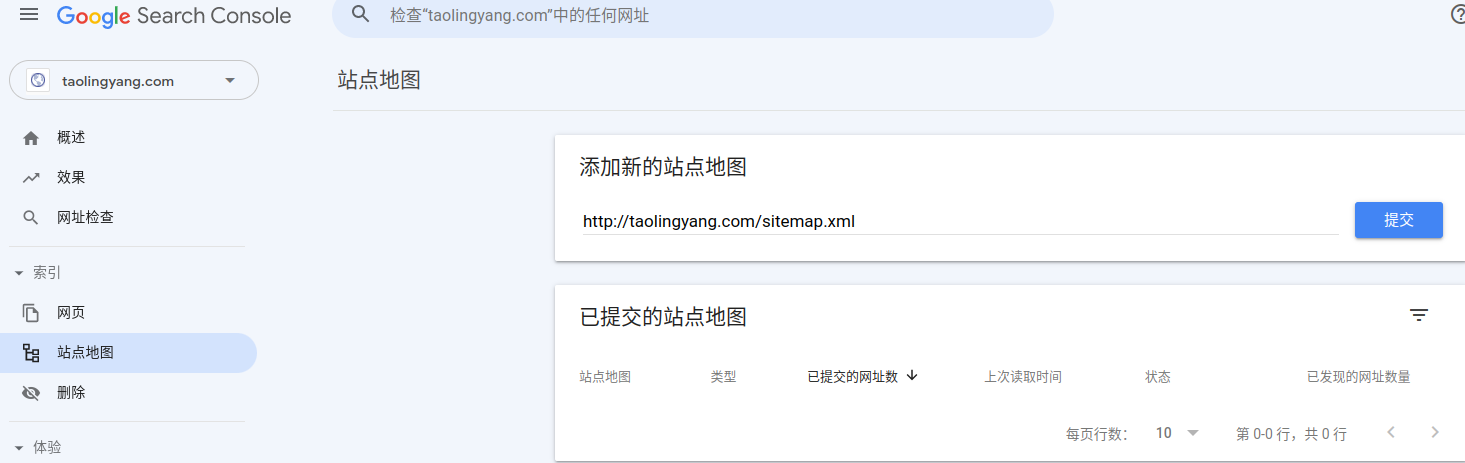 Google Search Console
检查“taolingyang.com”中的任何网址
taolingyang.com
站点地图
概述
效果
网址检查
索引
网页
站点地图
删除
体验
添加新的站点地图
http://taolingyang.com/sitemap.xml
提交
已提交的站点地图
站点地图 类型 已提交的网址数 上次读取时间 状态 已发现的网址数量
每页行数: 10 第 0-0 行，共 0 行